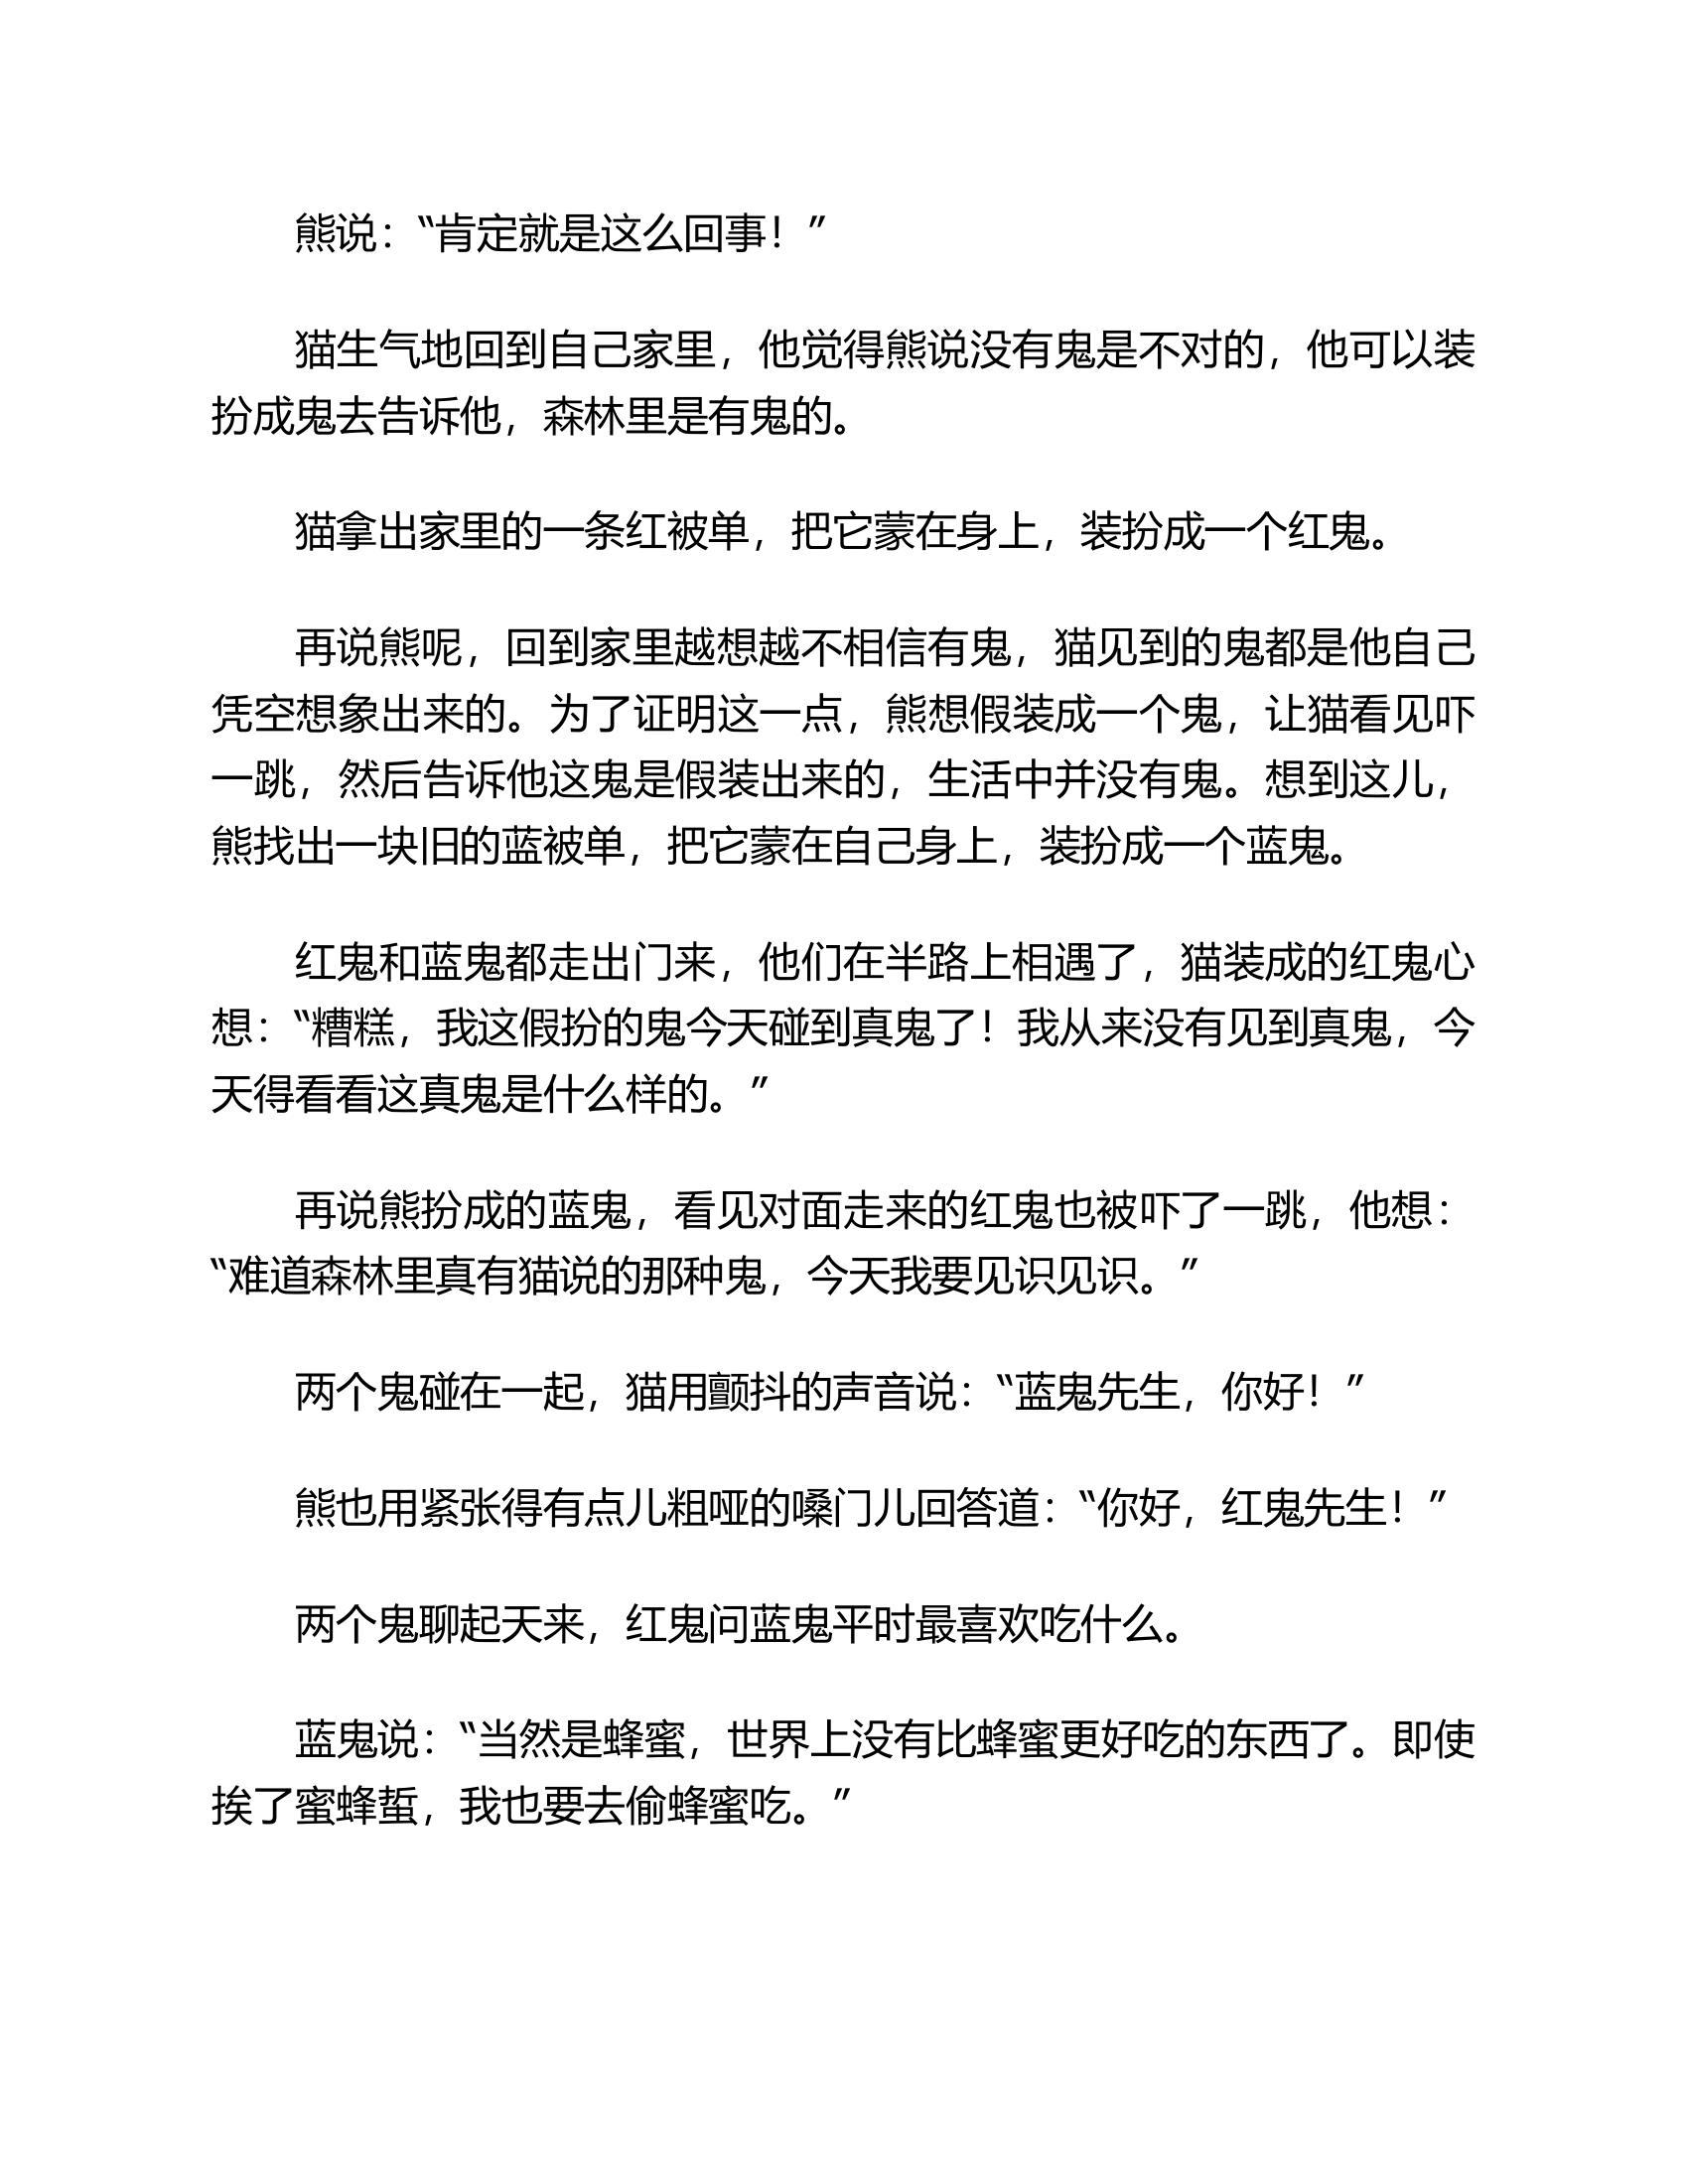 熊说：“肯定就是这么回事！”
猫生气地回到自己家里，他觉得熊说没有鬼是不对的，他可以装
扮成鬼去告诉他，森林里是有鬼的。
猫拿出家里的一条红被单，把它蒙在身上，装扮成一个红鬼。
再说熊呢，回到家里越想越不相信有鬼，猫见到的鬼都是他自己
凭空想象出来的。为了证明这一点，熊想假装成一个鬼，让猫看见吓
一跳，然后告诉他这鬼是假装出来的，生活中并没有鬼。想到这儿，
熊找出一块旧的蓝被单，把它蒙在自己身上，装扮成一个蓝鬼。
红鬼和蓝鬼都走出门来，他们在半路上相遇了，猫装成的红鬼心
想：“糟糕，我这假扮的鬼今天碰到真鬼了！我从来没有见到真鬼，今
天得看看这真鬼是什么样的。”
再说熊扮成的蓝鬼，看见对面走来的红鬼也被吓了一跳，他想：
“难道森林里真有猫说的那种鬼，今天我要见识见识。”
两个鬼碰在一起，猫用颤抖的声音说：“蓝鬼先生，你好！”
熊也用紧张得有点儿粗哑的嗓门儿回答道：“你好，红鬼先生！”
两个鬼聊起天来，红鬼问蓝鬼平时最喜欢吃什么。
蓝鬼说：“当然是蜂蜜，世界上没有比蜂蜜更好吃的东西了。即使
挨了蜜蜂蜇，我也要去偷蜂蜜吃。”